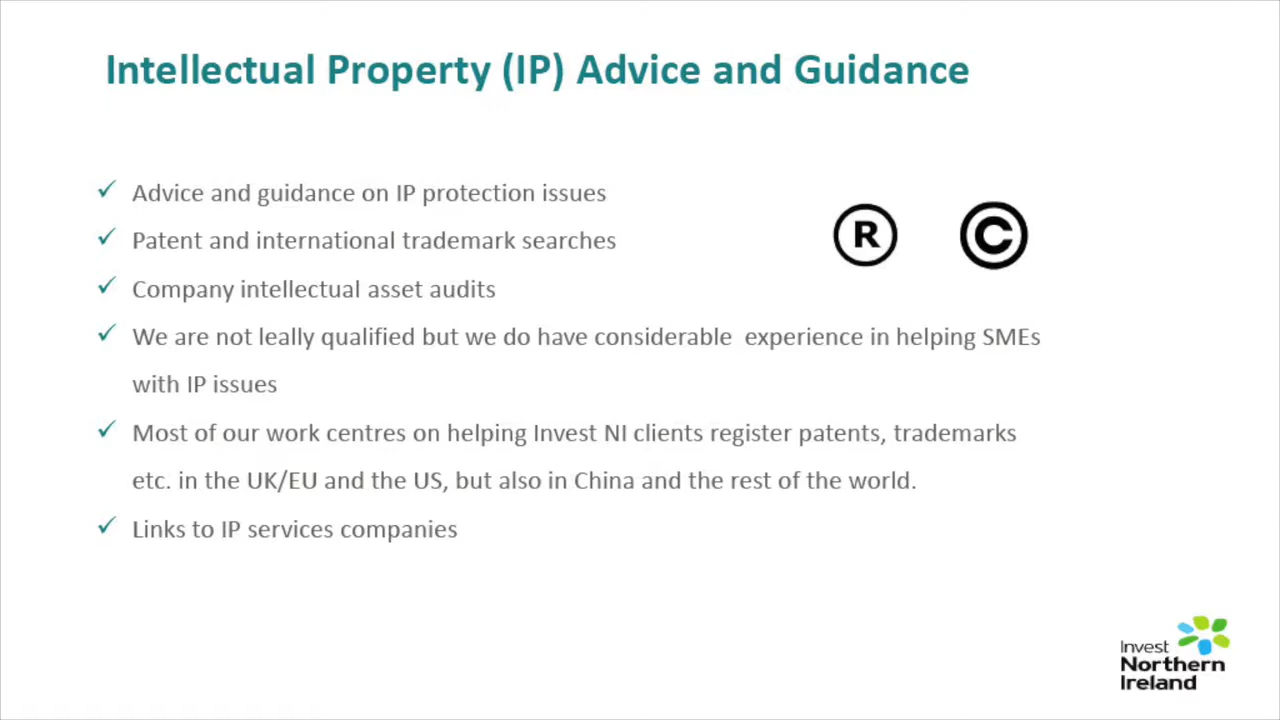 Intellectual Property (IP) Advice and Guidance
✓ Advice and guidance on IP protection issues
✓ Patent and international trademark searches
® ©
✓ Company intellectual asset audits
✓ We are not leally qualified but we do have considerable  experience in helping SMEs
with IP issues
✓ Most of our work centres on helping Invest NI clients register patents, trademarks
etc. in the UK/EU and the US, but also in China and the rest of the world.
✓ Links to IP services companies
Invest
Northern
Ireland